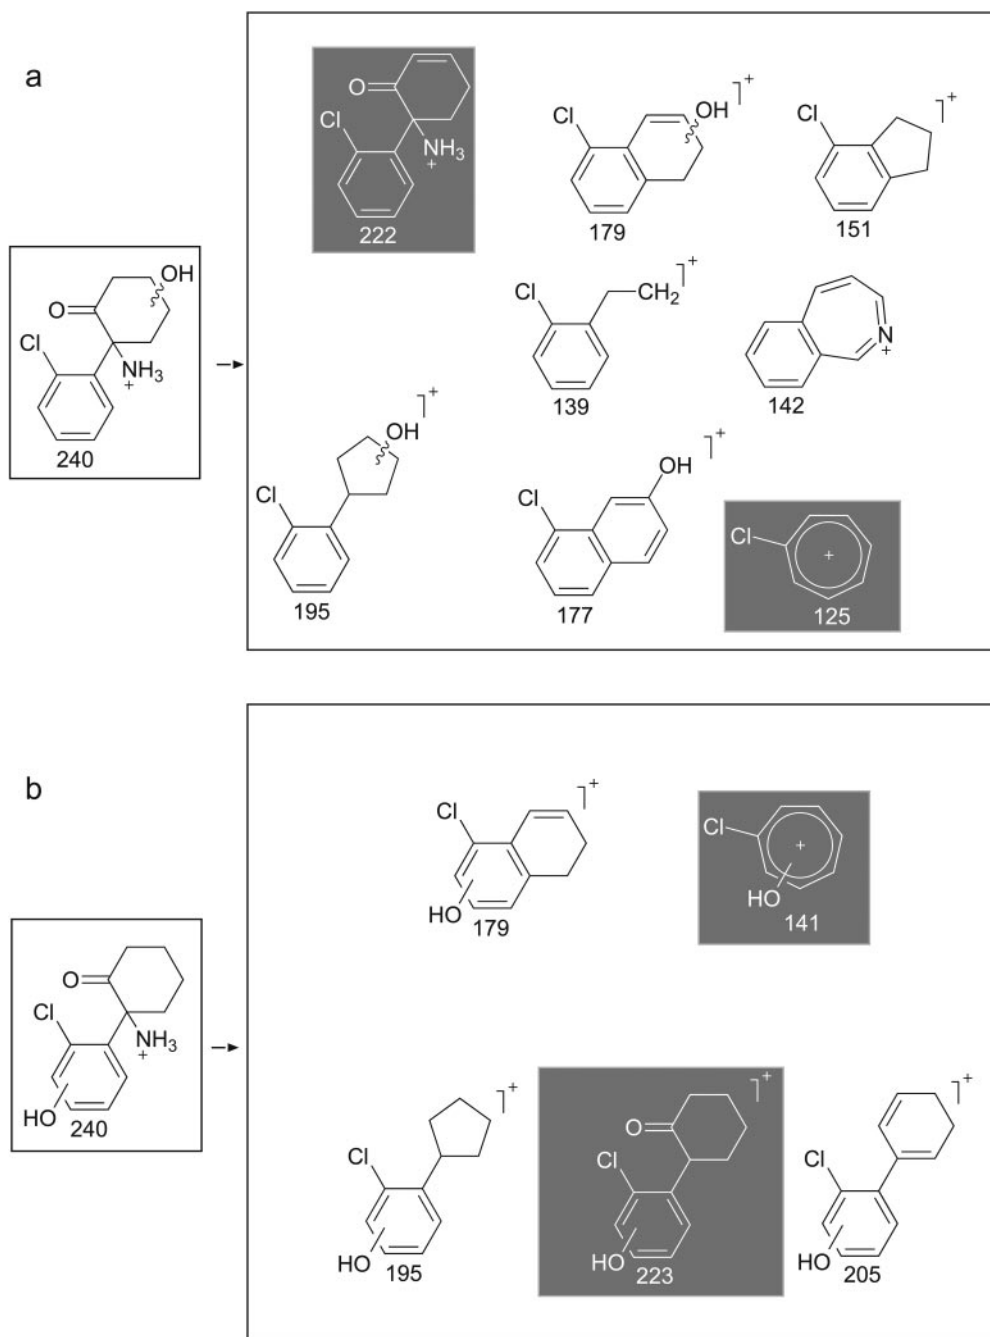 a
O
Cl
NH3
+
222
Cl
OH
]+
179
Cl
]+
151
OH
O
Cl
NH3
+
240
Cl
CH2
]+
139
N
+
142
OH
]+
Cl
195
Cl
OH
]+
177
Cl
+
125
b
Cl
]+
HO
179
Cl
+
HO
141
O
Cl
NH3
+
HO
240
]+
Cl
HO
195
]+
O
Cl
HO
223
]+
Cl
HO
205